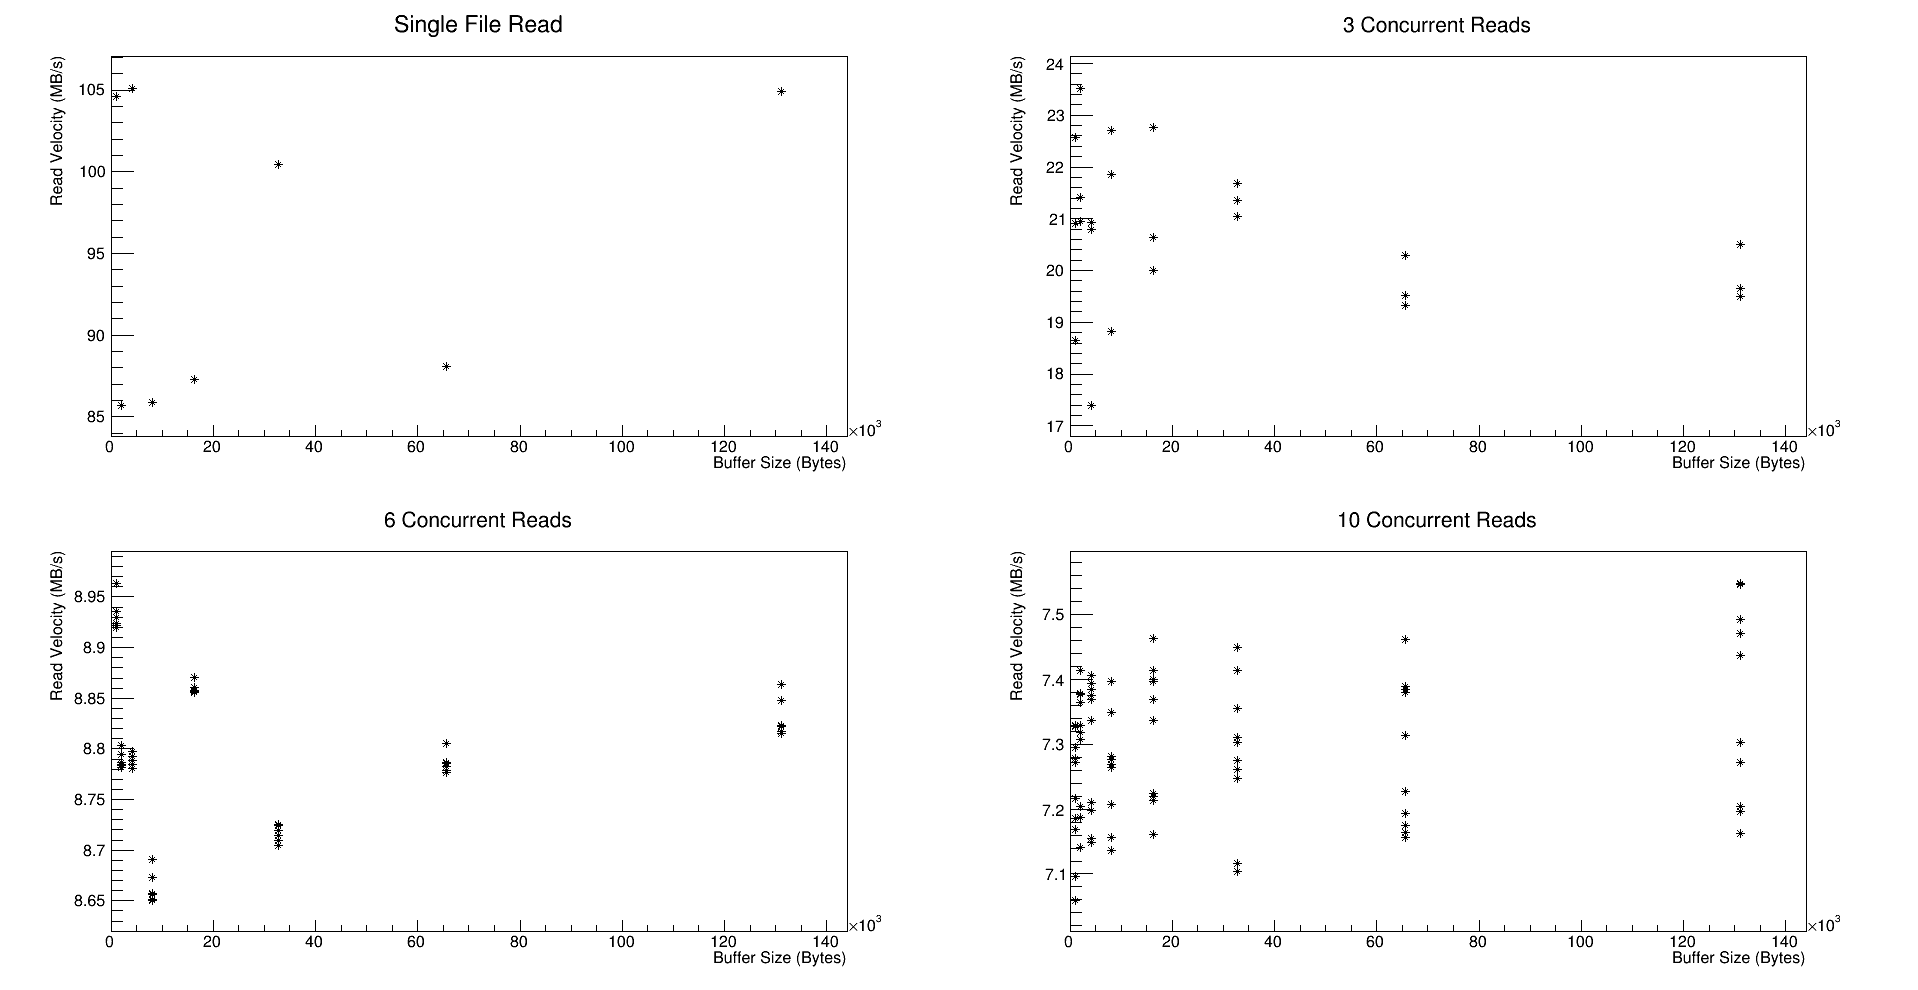 Single File Read
Read Velocity (MB/s)
105
100
95
90
85
0 20 40 60 80 100 120 140
×10³
Buffer Size (Bytes)
3 Concurrent Reads
Read Velocity (MB/s)
24
23
22
21
20
19
18
17
0 20 40 60 80 100 120 140
×10³
Buffer Size (Bytes)
6 Concurrent Reads
Read Velocity (MB/s)
8.95
8.9
8.85
8.8
8.75
8.7
8.65
0 20 40 60 80 100 120 140
×10³
Buffer Size (Bytes)
10 Concurrent Reads
Read Velocity (MB/s)
7.5
7.4
7.3
7.2
7.1
0 20 40 60 80 100 120 140
×10³
Buffer Size (Bytes)